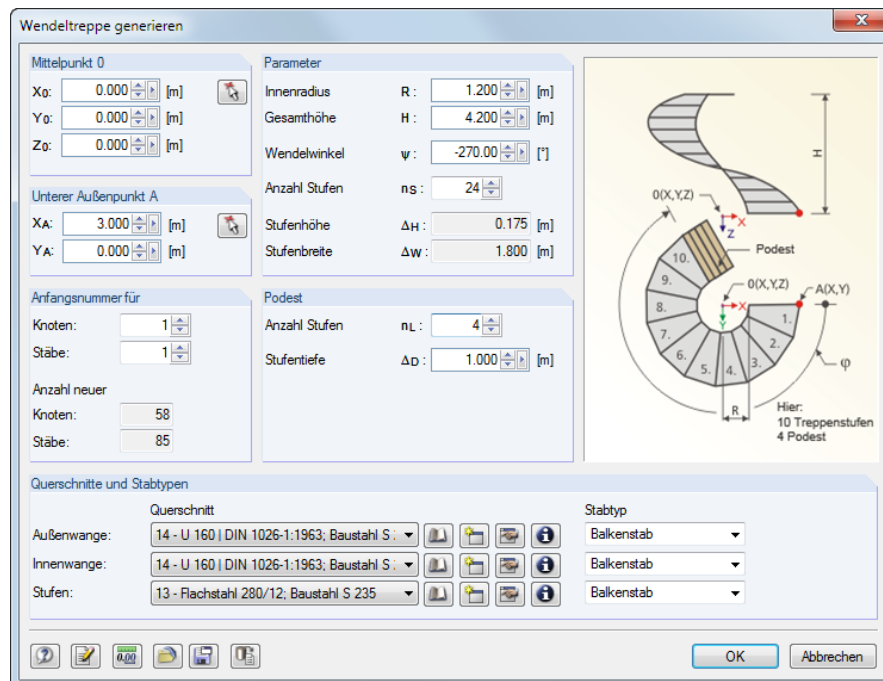 Wendeltreppe generieren
Mittelpunkt 0
X0: 0.000 [m]
Y0: 0.000 [m]
Z0: 0.000 [m]
Unterer Außenpunkt A
XA: 3.000 [m]
YA: 0.000 [m]
Anfangsnummer für
Knoten: 1
Stäbe: 1
Anzahl neuer
Knoten: 58
Stäbe: 85
Parameter
Innenradius R : 1.200 [m]
Gesamthöhe H : 4.200 [m]
Wendelwinkel ψ : -270.00 [°]
Anzahl Stufen nS : 24
Stufenhöhe ΔH : 0.175 [m]
Stufenbreite ΔW : 1.800 [m]
Podest
Anzahl Stufen nL : 4
Stufentiefe ΔD : 1.000 [m]
H
0(X,Y,Z)
X
Z
Podest
0(X,Y,Z)
A(X,Y)
X
Y
10.
9.
8.
7.
6.
5.
4.
3.
2.
1.
φ
R
Hier:
10 Treppenstufen
4 Podest
Querschnitte und Stabtypen
Querschnitt Stabtyp
Außenwange: 14 - U 160 | DIN 1026-1:1963; Baustahl S Balkenstab
Innenwange: 14 - U 160 | DIN 1026-1:1963; Baustahl S Balkenstab
Stufen: 13 - Flachstahl 280/12; Baustahl S 235 Balkenstab
0.00
OK Abbrechen